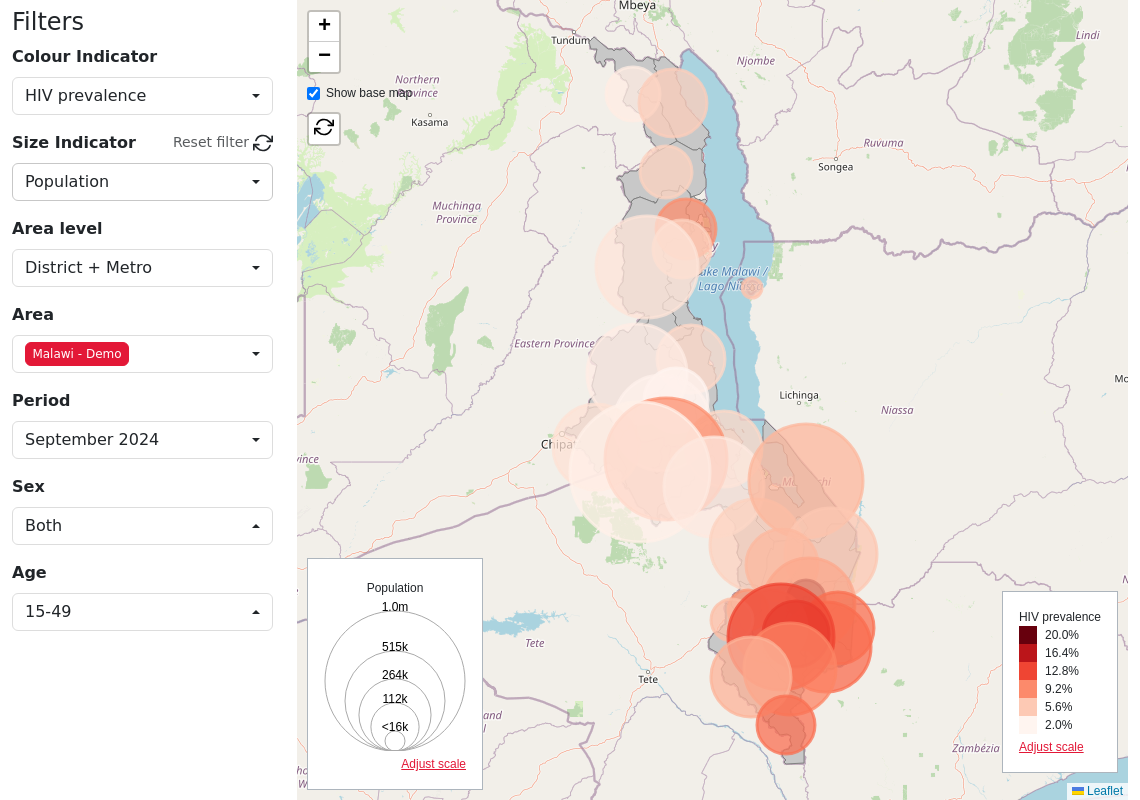 Filters
Colour Indicator
HIV prevalence
Size Indicator
Reset filter
Population
Area level
District + Metro
Area
Malawi - Demo
Period
September 2024
Sex
Both
Age
15-49
+
−
Show base map
Mbeya
Tundum
Lindi
Njombe
Northern
Province
Kasama
Ruvuma
Songea
Muchinga
Province
Lake Malawi /
Lago Niassa
Eastern Province
Lichinga
Niassa
Mo
Chipa
vince
Tete
Tete
and
Zambézia
Population
1.0m
515k
264k
112k
<16k
Adjust scale
HIV prevalence
20.0%
16.4%
12.8%
9.2%
5.6%
2.0%
Adjust scale
Leaflet